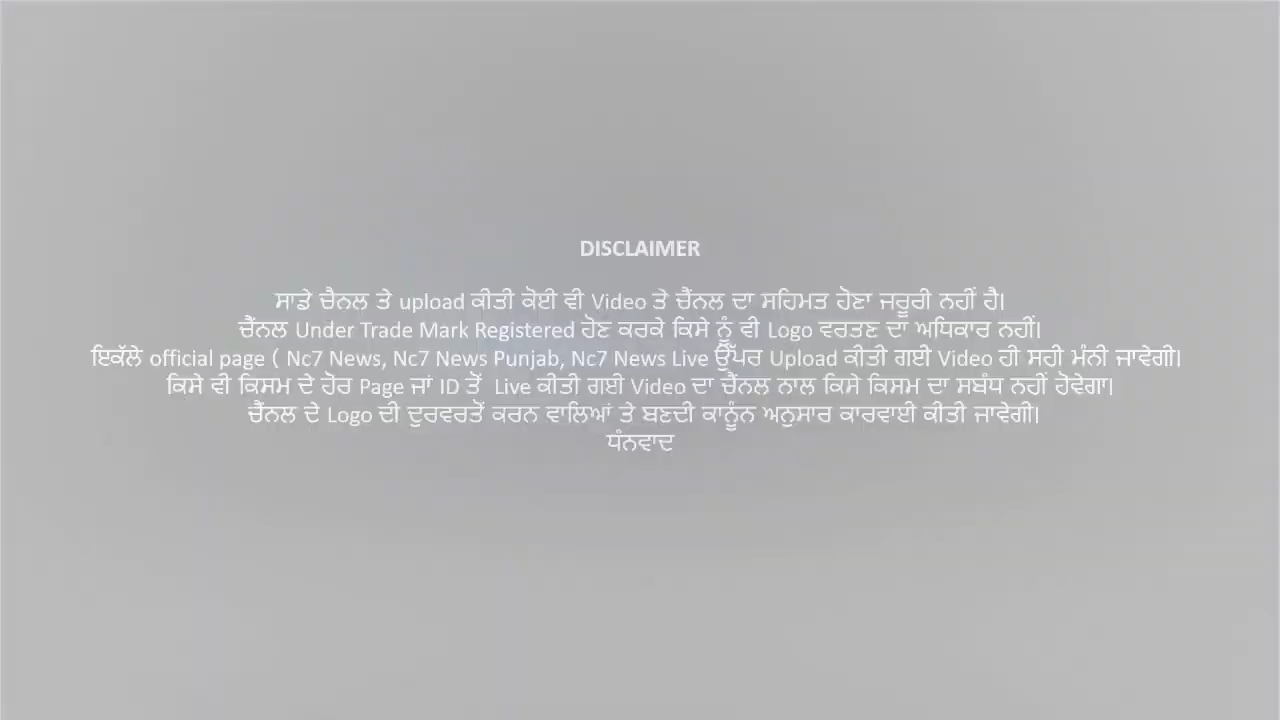 DISCLAIMER
ਸਾਡੇ ਚੈਨਲ ਤੇ upload ਕੀਤੀ ਕੋਈ ਵੀ Video ਤੇ ਚੈੱਨਲ ਦਾ ਸਹਿਮਤ ਹੋਣਾ ਜਰੂਰੀ ਨਹੀਂ ਹੈ।
ਚੈੱਨਲ Under Trade Mark Registered ਹੋਣ ਕਰਕੇ ਕਿਸੇ ਨੂੰ ਵੀ Logo ਵਰਤਣ ਦਾ ਅਧਿਕਾਰ ਨਹੀਂ।
ਇਕੱਲੇ official page ( Nc7 News, Nc7 News Punjab, Nc7 News Live ਉੱਪਰ Upload ਕੀਤੀ ਗਈ Video ਹੀ ਸਹੀ ਮੰਨੀ ਜਾਵੇਗੀ।
ਕਿਸੇ ਵੀ ਕਿਸਮ ਦੇ ਹੋਰ Page ਜਾਂ ID ਤੋਂ Live ਕੀਤੀ ਗਈ Video ਦਾ ਚੈੱਨਲ ਨਾਲ ਕਿਸੇ ਕਿਸਮ ਦਾ ਸਬੰਧ ਨਹੀਂ ਹੋਵੇਗਾ।
ਚੈੱਨਲ ਦੇ Logo ਦੀ ਦੁਰਵਰਤੋਂ ਕਰਨ ਵਾਲਿਆਂ ਤੇ ਬਣਦੀ ਕਾਨੂੰਨ ਅਨੁਸਾਰ ਕਾਰਵਾਈ ਕੀਤੀ ਜਾਵੇਗੀ।
ਧੰਨਵਾਦ